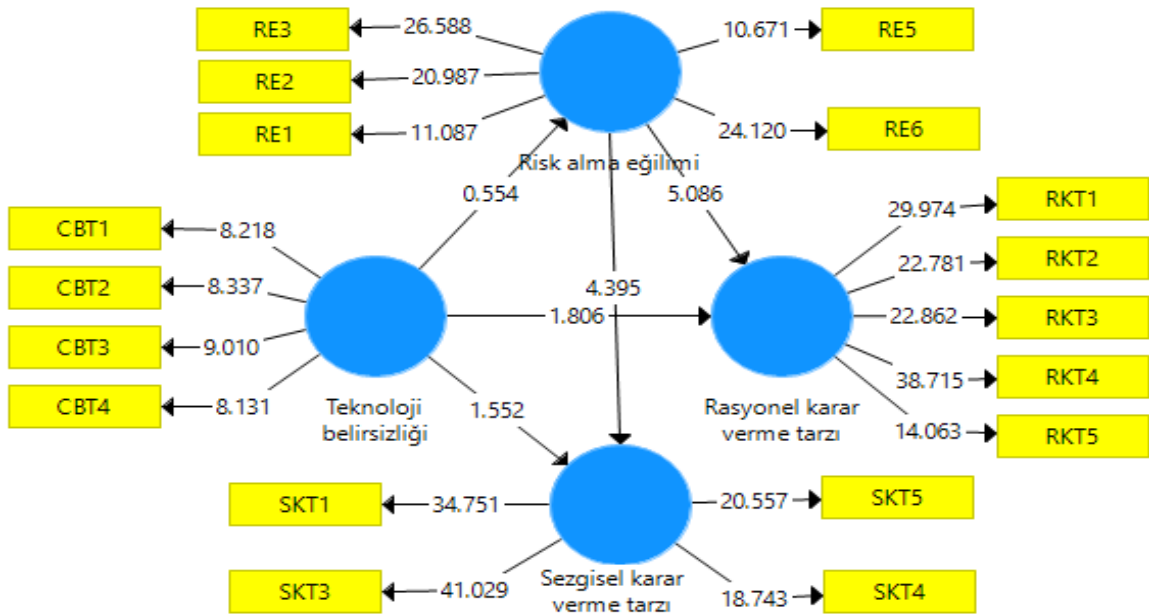 RE3
26.588
10.671
RE5
RE2
20.987
RE1
11.087
24.120
RE6
Risk alma eğilimi
0.554
5.086
CBT1
8.218
29.974
RKT1
CBT2
8.337
22.781
RKT2
4.395
1.806
CBT3
9.010
22.862
RKT3
CBT4
8.131
38.715
RKT4
Teknoloji
belirsizliği
1.552
Rasyonel karar
verme tarzı
14.063
RKT5
SKT1
34.751
20.557
SKT5
SKT3
41.029
Sezgisel karar
verme tarzı
18.743
SKT4